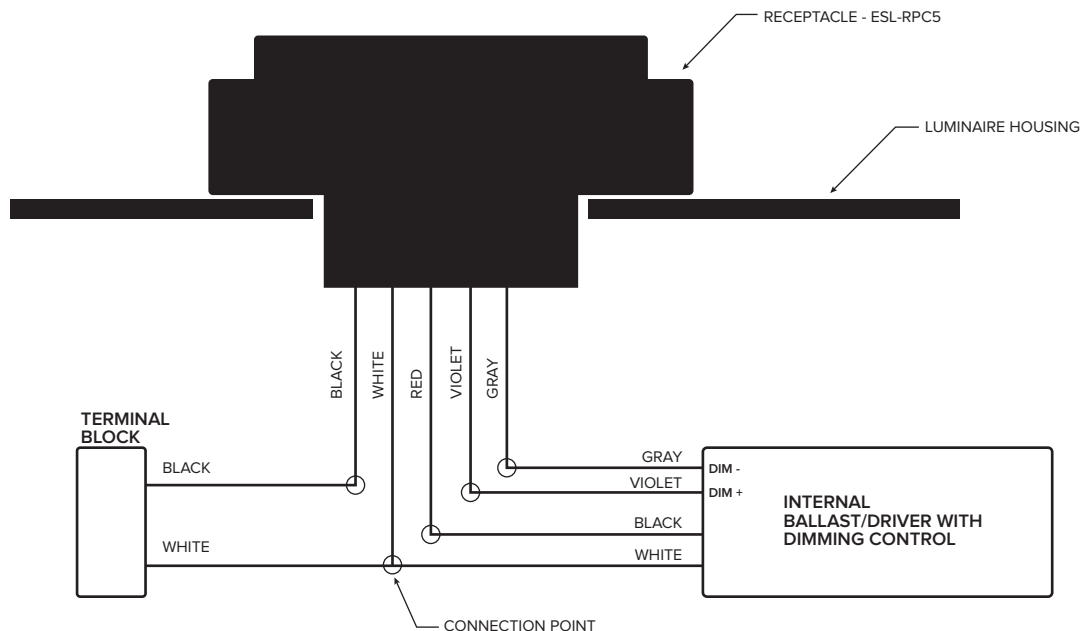 RECEPTACLE - ESL-RPC5
LUMINAIRE HOUSING
BLACK
WHITE
RED
VIOLET
GRAY
TERMINAL
BLOCK
BLACK
WHITE
GRAY
VIOLET
BLACK
WHITE
DIM -
DIM +
INTERNAL
BALLAST/DRIVER WITH
DIMMING CONTROL
CONNECTION POINT